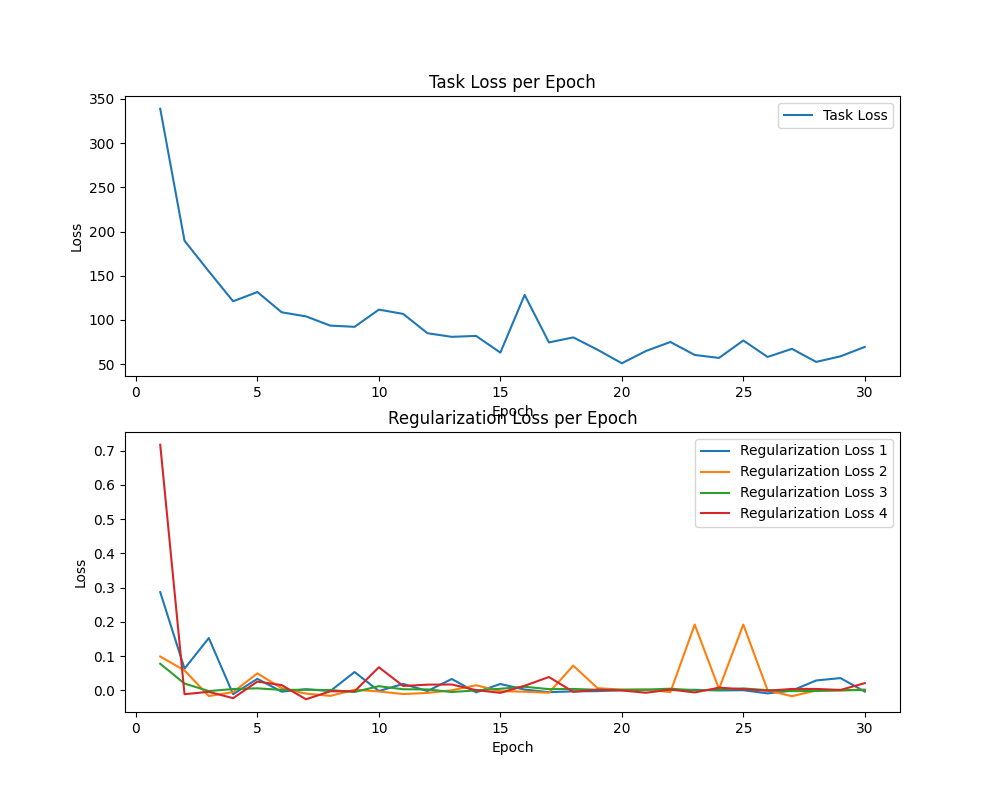 Task Loss per Epoch
350
300
250
200
150
100
50
Loss
Task Loss
0 5 10 15 20 25 30
Epoch
Regularization Loss per Epoch
0.7
0.6
0.5
0.4
0.3
0.2
0.1
0.0
Loss
Regularization Loss 1
Regularization Loss 2
Regularization Loss 3
Regularization Loss 4
0 5 10 15 20 25 30
Epoch